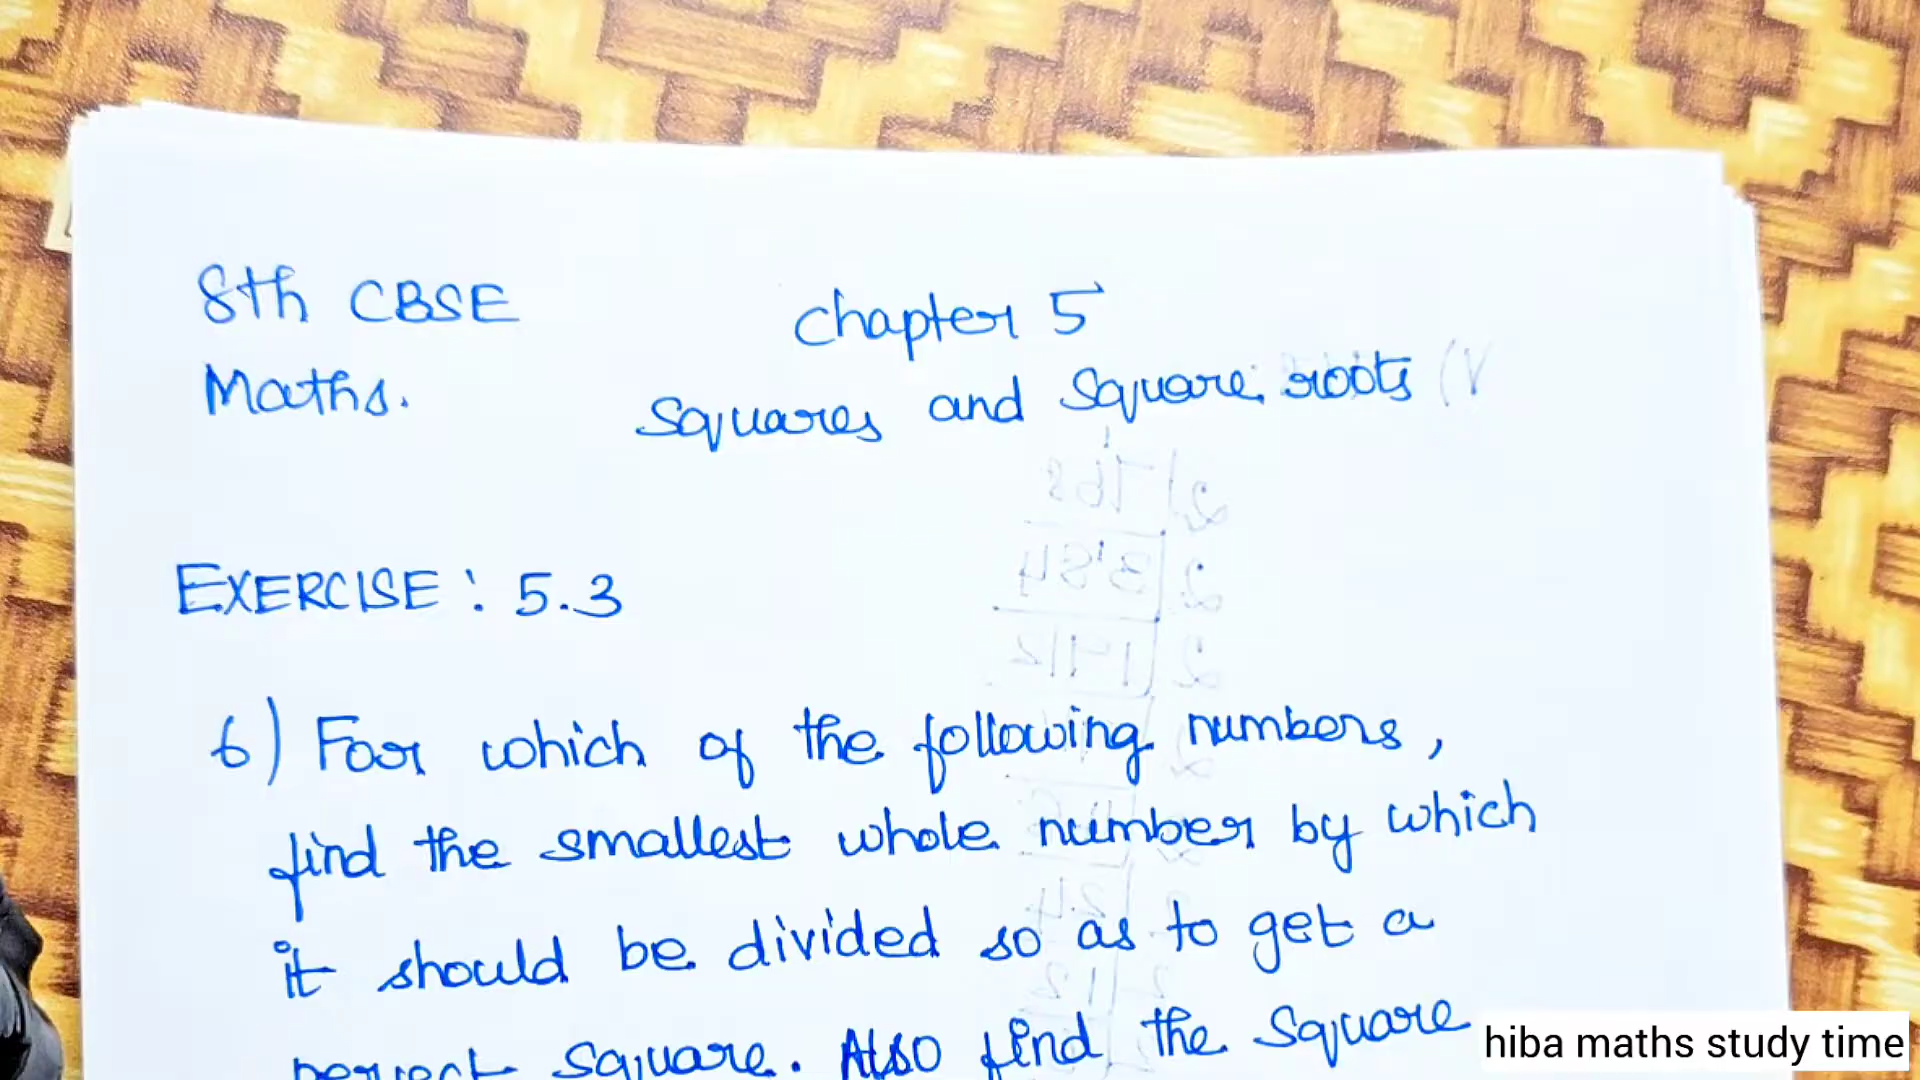 8th CBSE
Maths.
Chapter 5
Squares and Square roots
EXERCISE : 5.3
6) For which of the following numbers,
find the smallest whole number by which
it should be divided so as to get a
perfect square. Also find the square
hiba maths study time